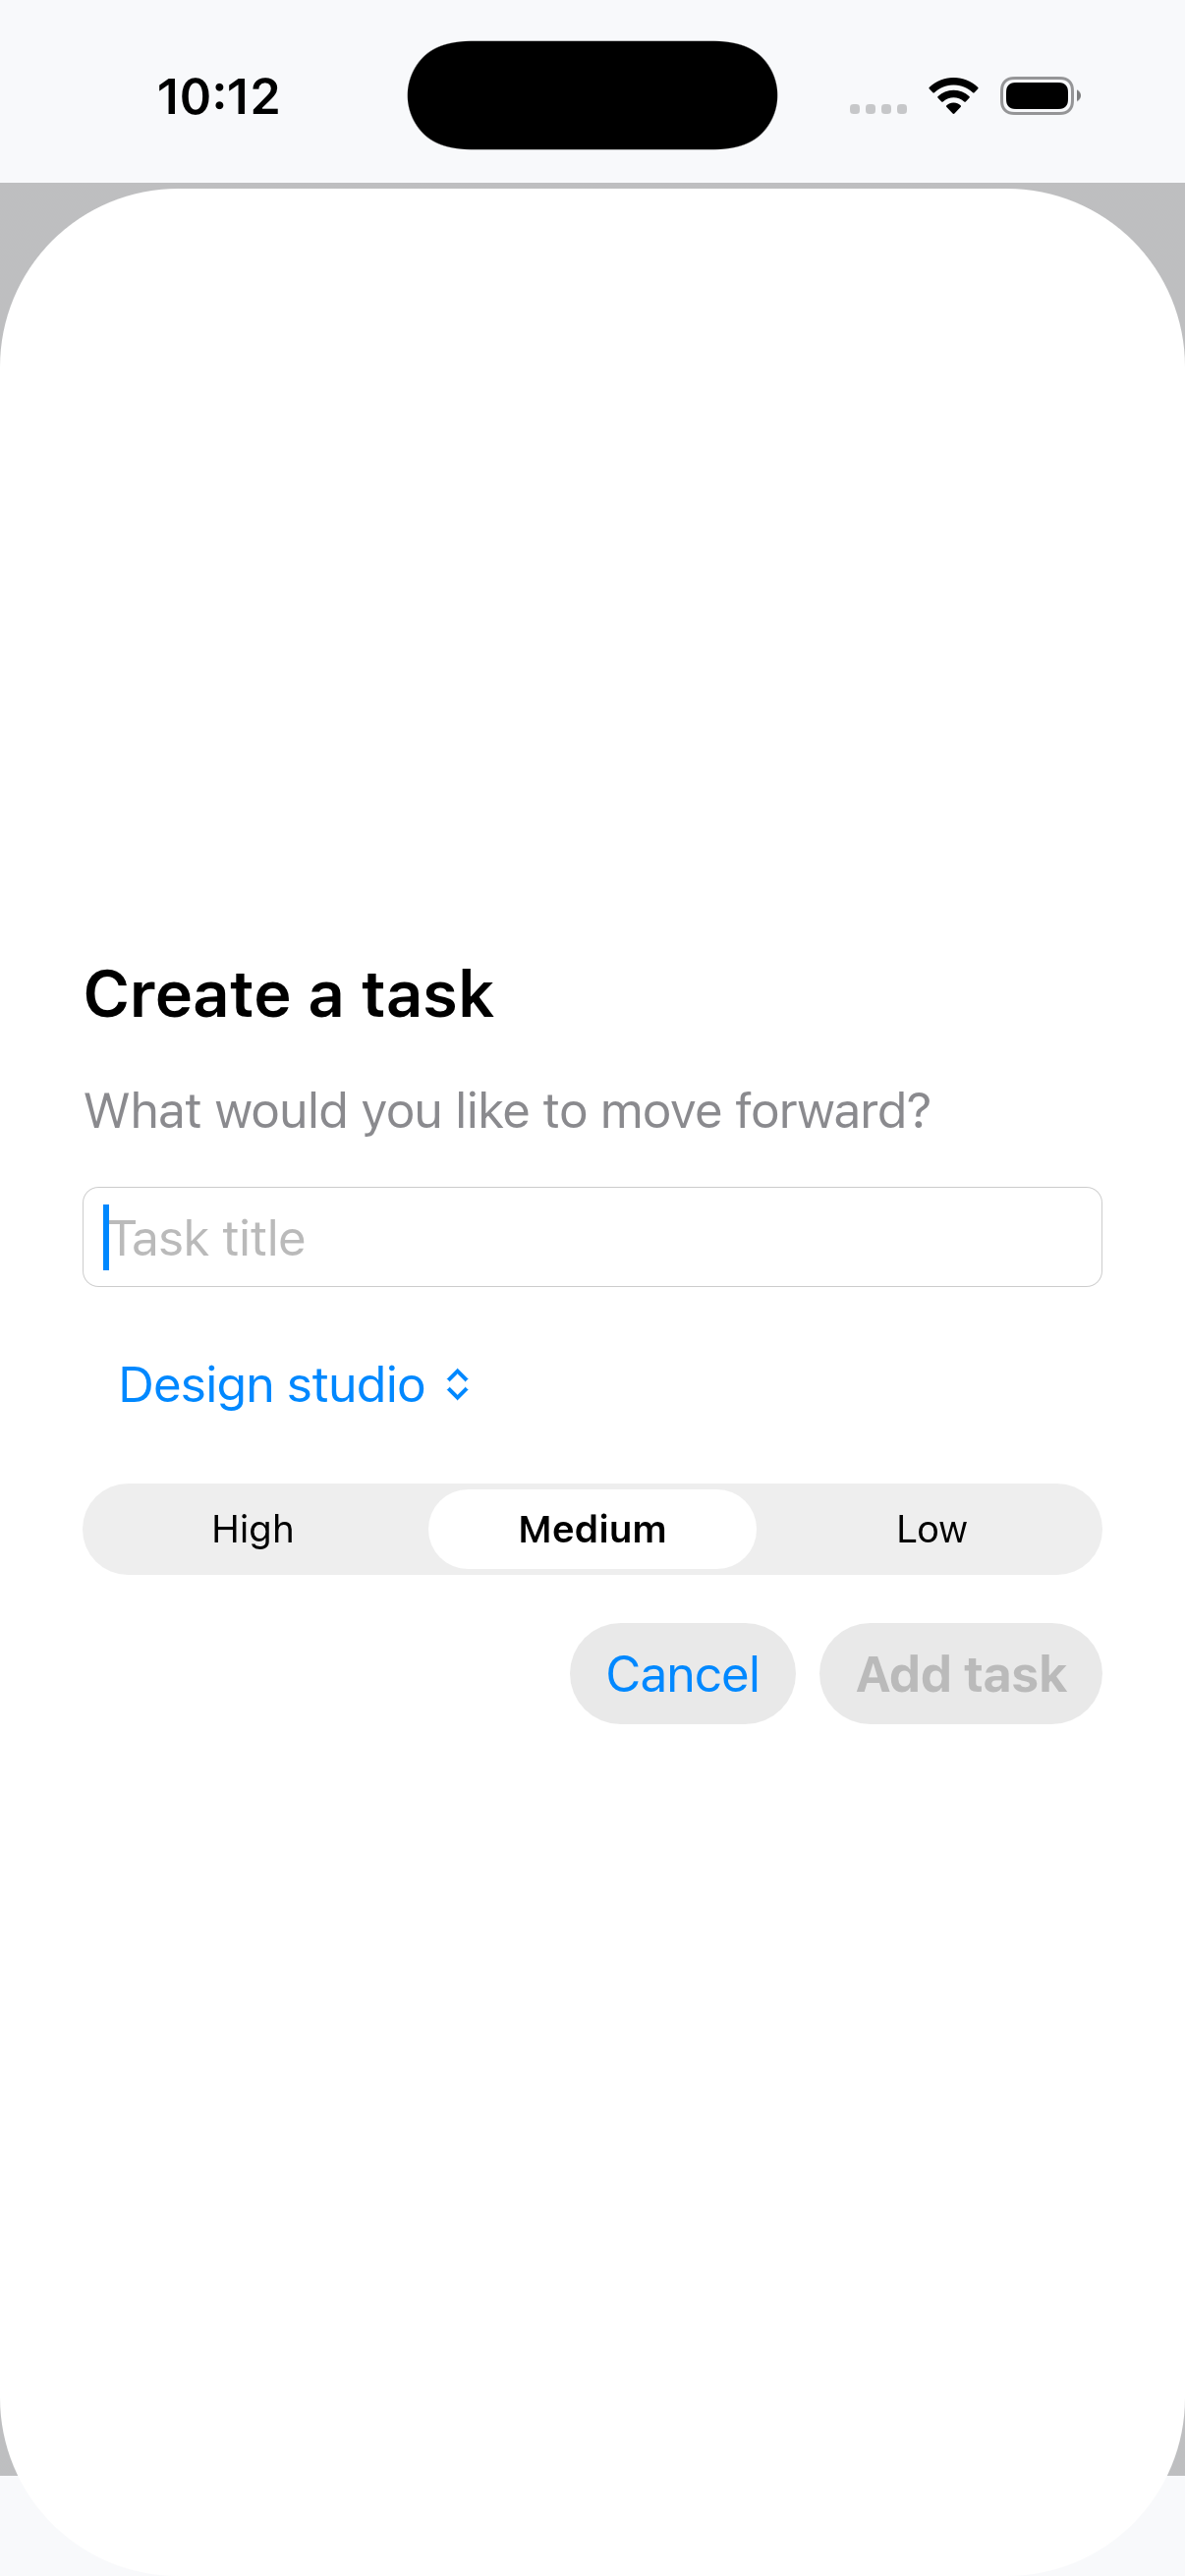 10:12
Create a task
What would you like to move forward?
Task title
Design studio
High Medium Low
Cancel Add task